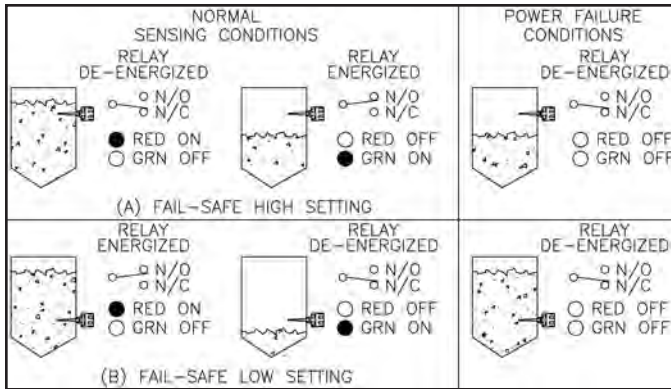 NORMAL
SENSING CONDITIONS
POWER FAILURE
CONDITIONS
RELAY
DE-ENERGIZED
N/O
N/C
RED ON
GRN OFF
RELAY
ENERGIZED
N/O
N/C
RED OFF
GRN ON
RELAY
DE-ENERGIZED
N/O
N/C
RED OFF
GRN OFF
(A) FAIL-SAFE HIGH SETTING
RELAY
ENERGIZED
N/O
N/C
RED ON
GRN OFF
RELAY
DE-ENERGIZED
N/O
N/C
RED OFF
GRN ON
RELAY
DE-ENERGIZED
N/O
N/C
RED OFF
GRN OFF
(B) FAIL-SAFE LOW SETTING